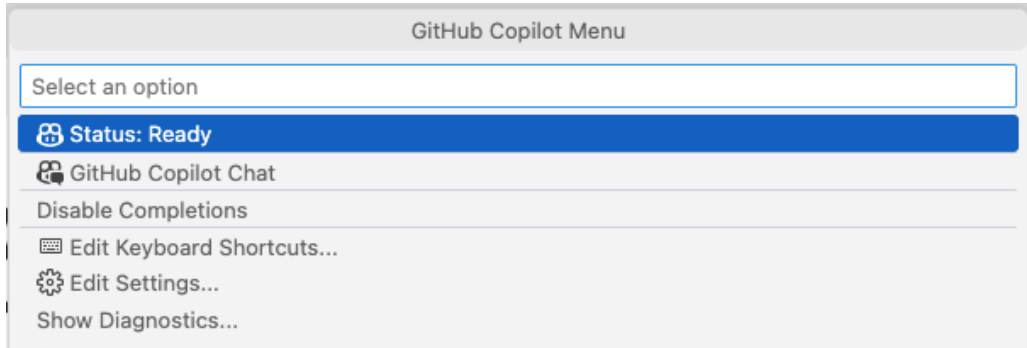 GitHub Copilot Menu
Select an option
Status: Ready
GitHub Copilot Chat
Disable Completions
Edit Keyboard Shortcuts...
Edit Settings...
Show Diagnostics...